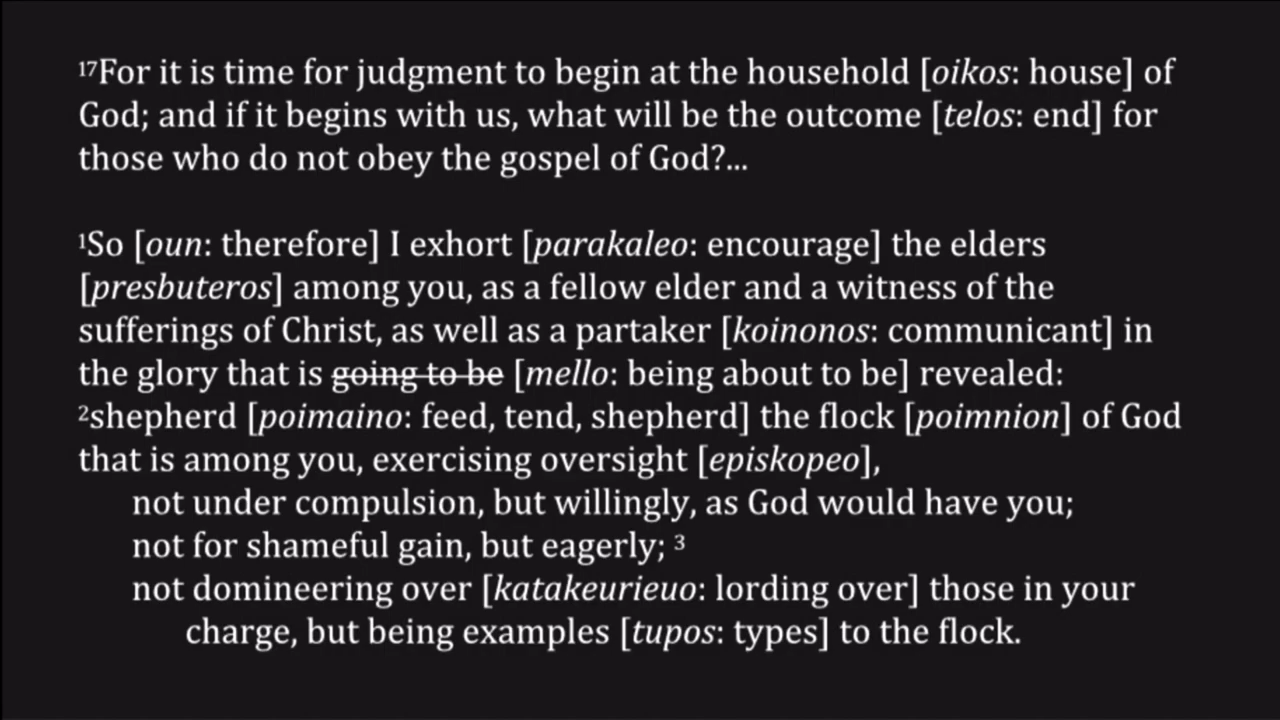 ¹⁷For it is time for judgment to begin at the household [oikos: house] of
God; and if it begins with us, what will be the outcome [telos: end] for
those who do not obey the gospel of God?...
¹So [oun: therefore] I exhort [parakaleo: encourage] the elders
[presbuteros] among you, as a fellow elder and a witness of the
sufferings of Christ, as well as a partaker [koinonos: communicant] in
the glory that is going to be [mello: being about to be] revealed:
²shepherd [poimaino: feed, tend, shepherd] the flock [poimnion] of God
that is among you, exercising oversight [episkopeo],
not under compulsion, but willingly, as God would have you;
not for shameful gain, but eagerly; ³
not domineering over [katakeurieuo: lording over] those in your
charge, but being examples [tupos: types] to the flock.